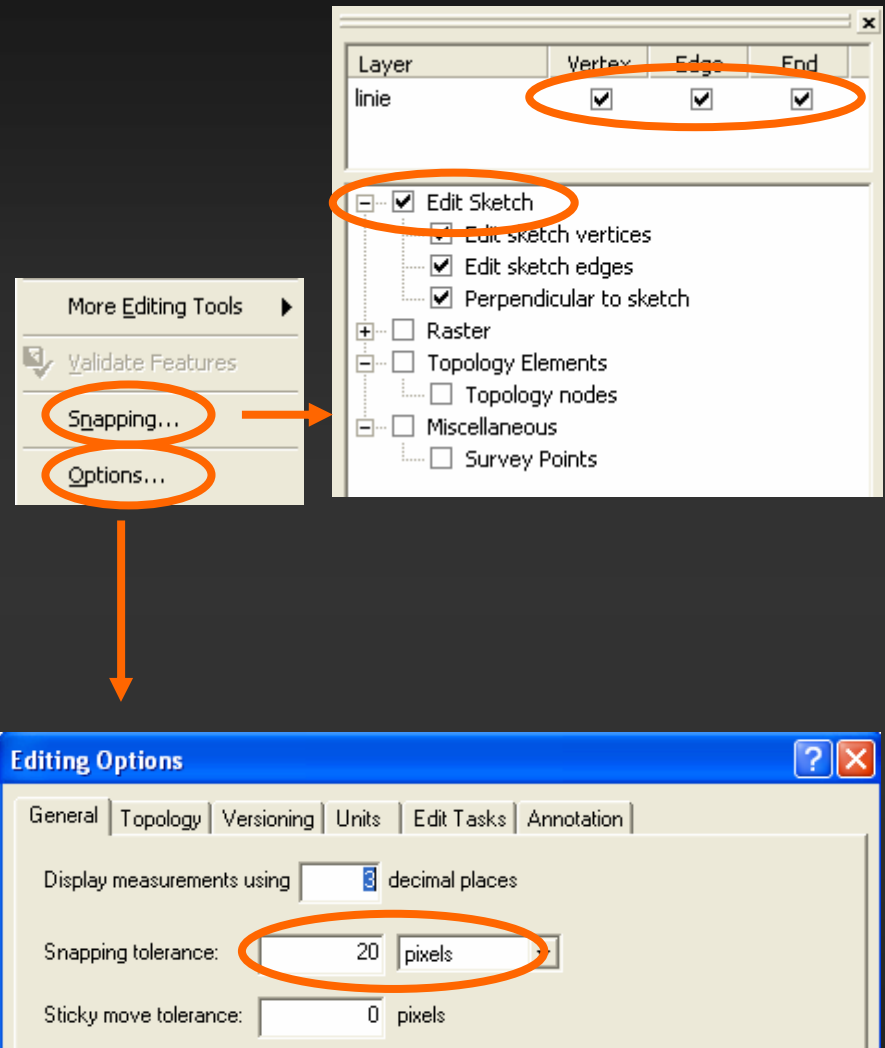 Layer Vertex Edge End
linie
Edit Sketch
Edit sketch vertices
Edit sketch edges
Perpendicular to sketch
Raster
Topology Elements
Topology nodes
Miscellaneous
Survey Points
More Editing Tools
Validate Features
Snapping...
Options...
Editing Options
General Topology Versioning Units Edit Tasks Annotation
Display measurements using 3 decimal places
Snapping tolerance: 20 pixels
Sticky move tolerance: 0 pixels